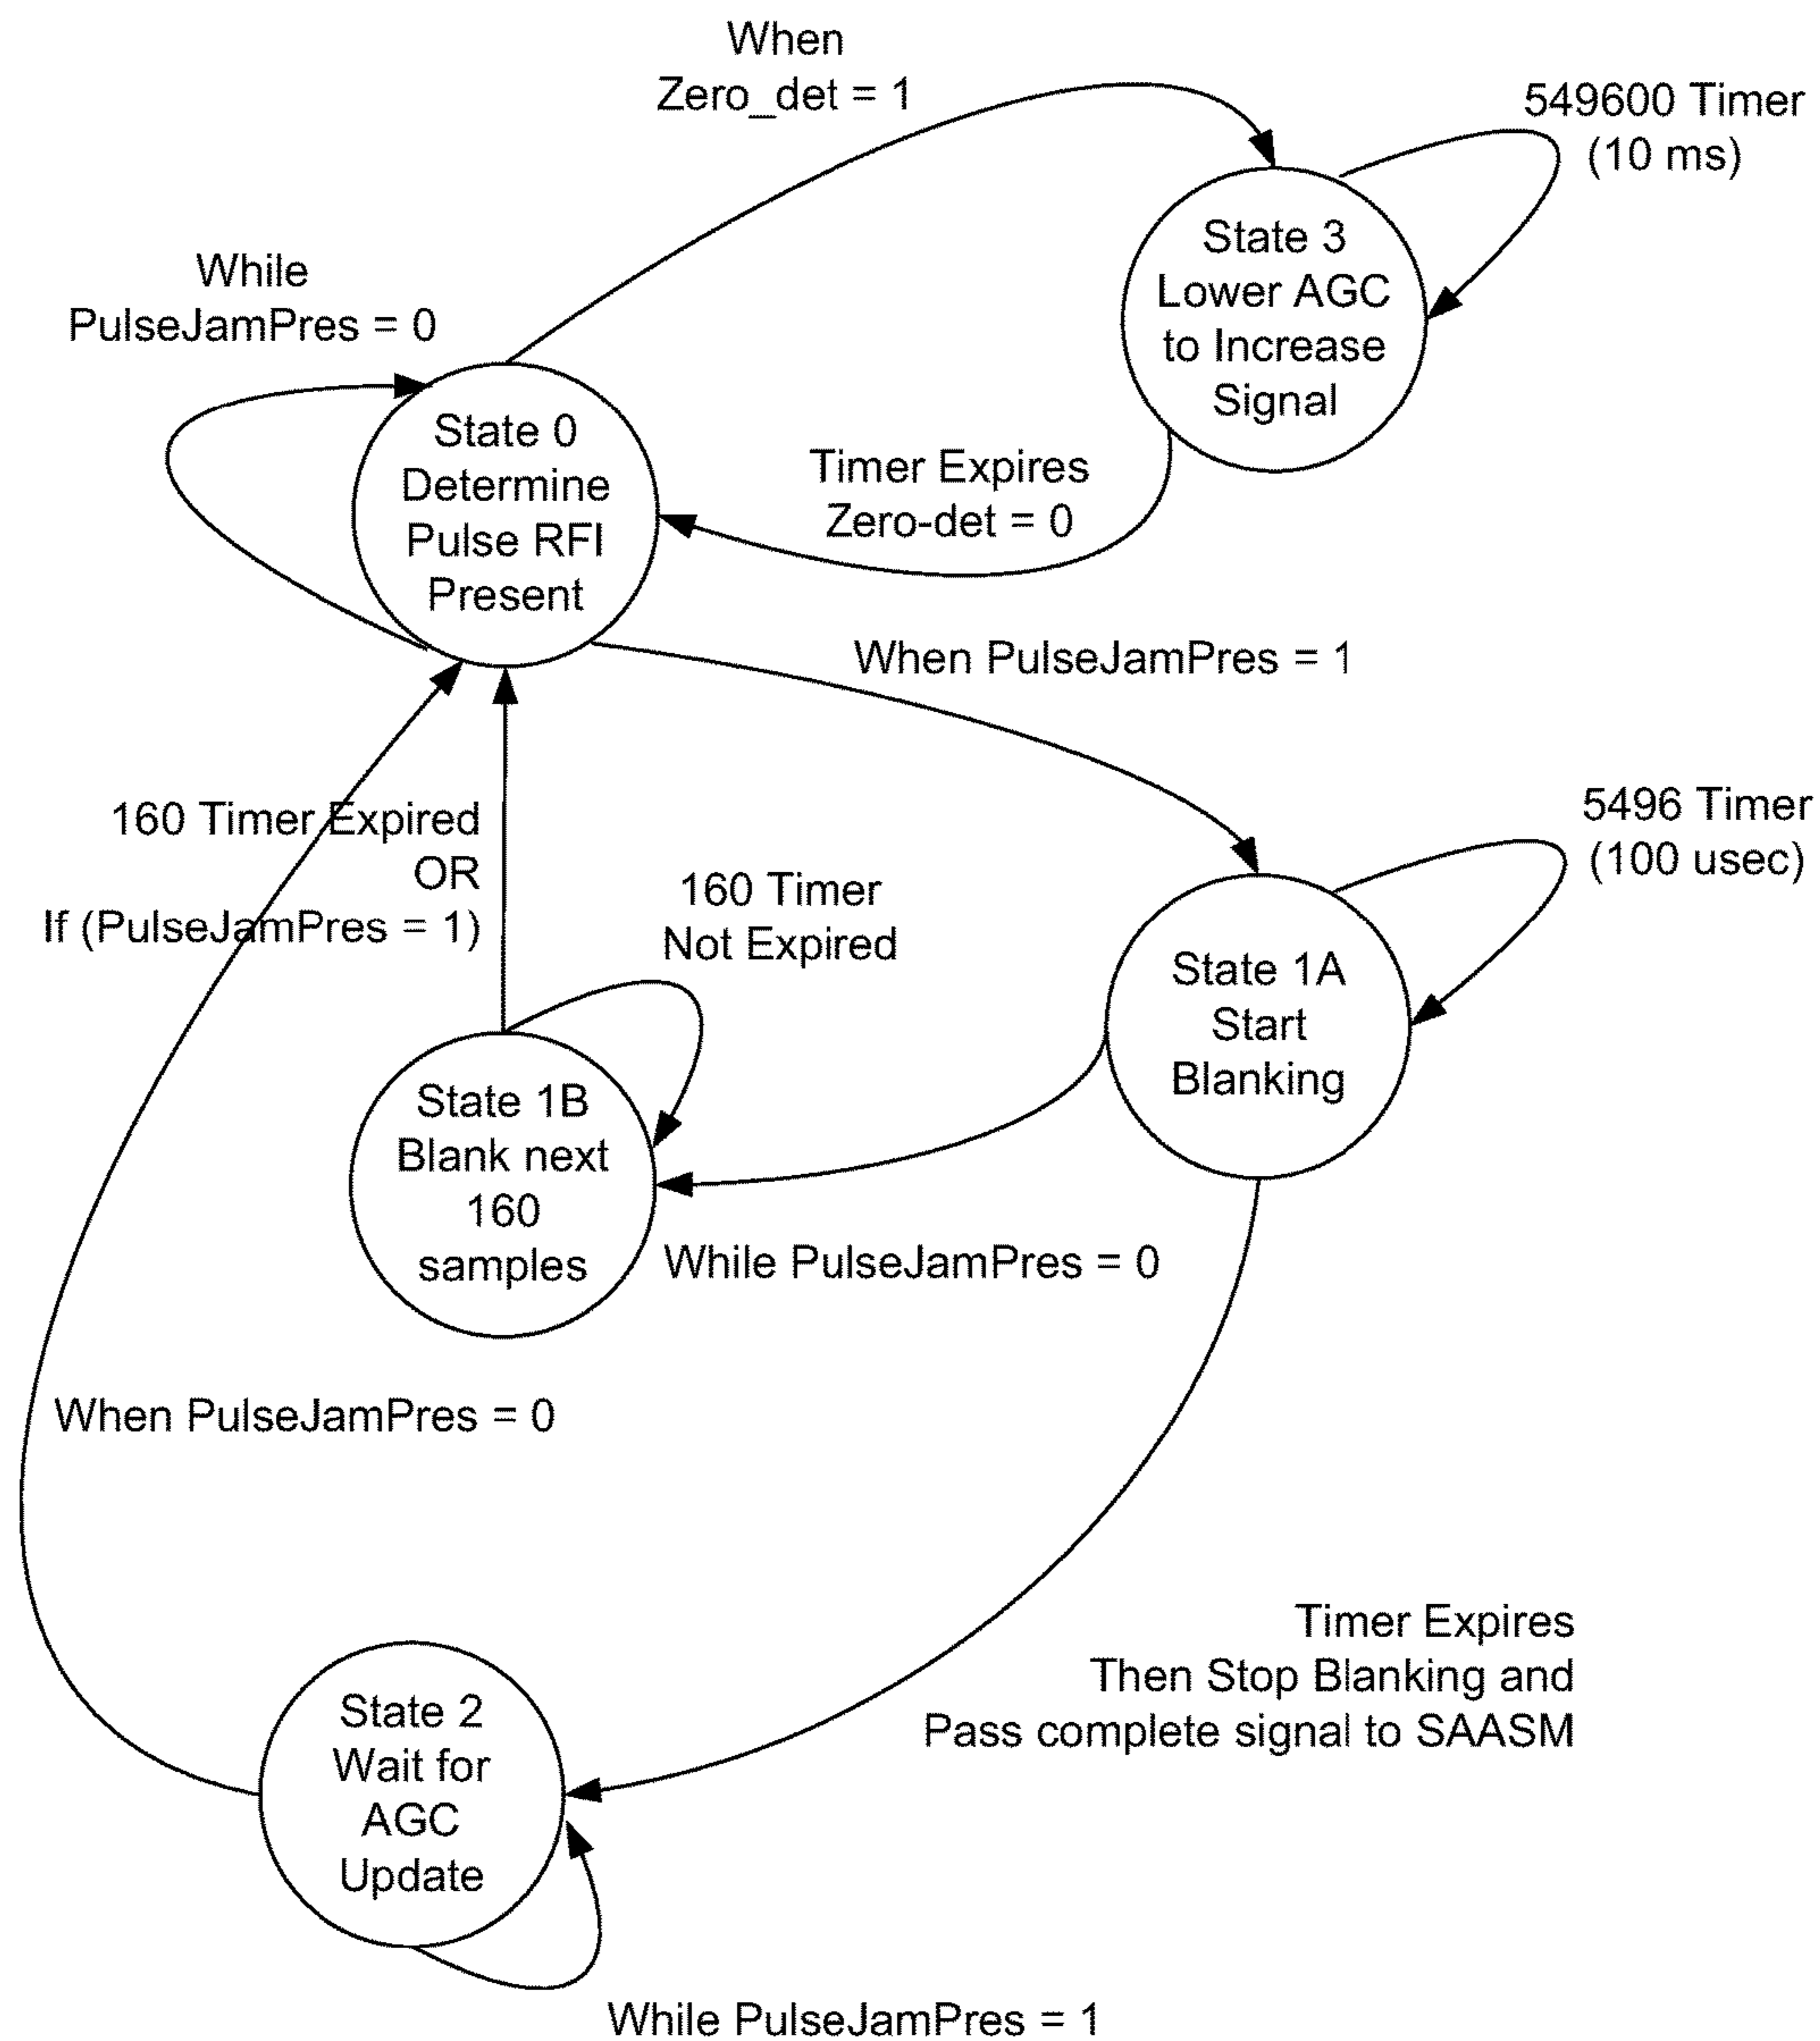 When
Zero_det = 1
549600 Timer
(10 ms)
State 3
Lower AGC
to Increase
Signal
While
PulseJamPres = 0
State 0
Determine
Pulse RFI
Present
Timer Expires
Zero-det = 0
When PulseJamPres = 1
160 Timer Expired
OR
If (PulseJamPres = 1)
160 Timer
Not Expired
5496 Timer
(100 usec)
State 1A
Start
Blanking
State 1B
Blank next
160
samples
While PulseJamPres = 0
When PulseJamPres = 0
Timer Expires
Then Stop Blanking and
Pass complete signal to SAASM
State 2
Wait for
AGC
Update
While PulseJamPres = 1